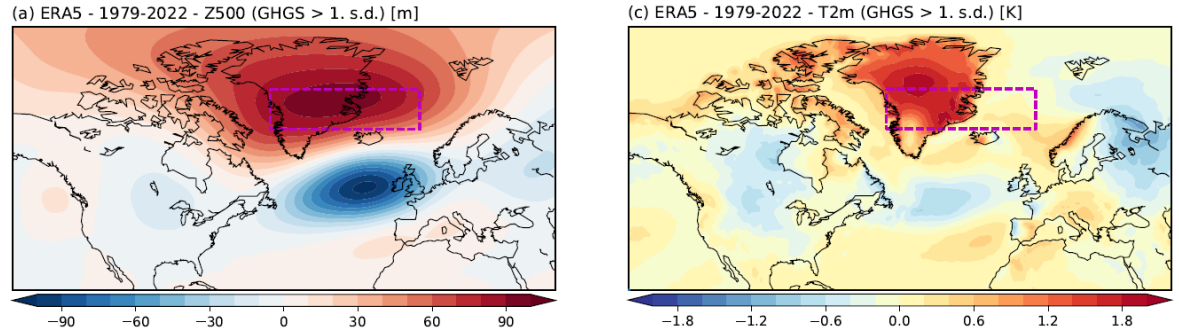 (a) ERA5 - 1979-2022 - Z500 (GHGS > 1. s.d.) [m]
(c) ERA5 - 1979-2022 - T2m (GHGS > 1. s.d.) [K]
−90 −60 −30 0 30 60 90
−1.8 −1.2 −0.6 0.0 0.6 1.2 1.8